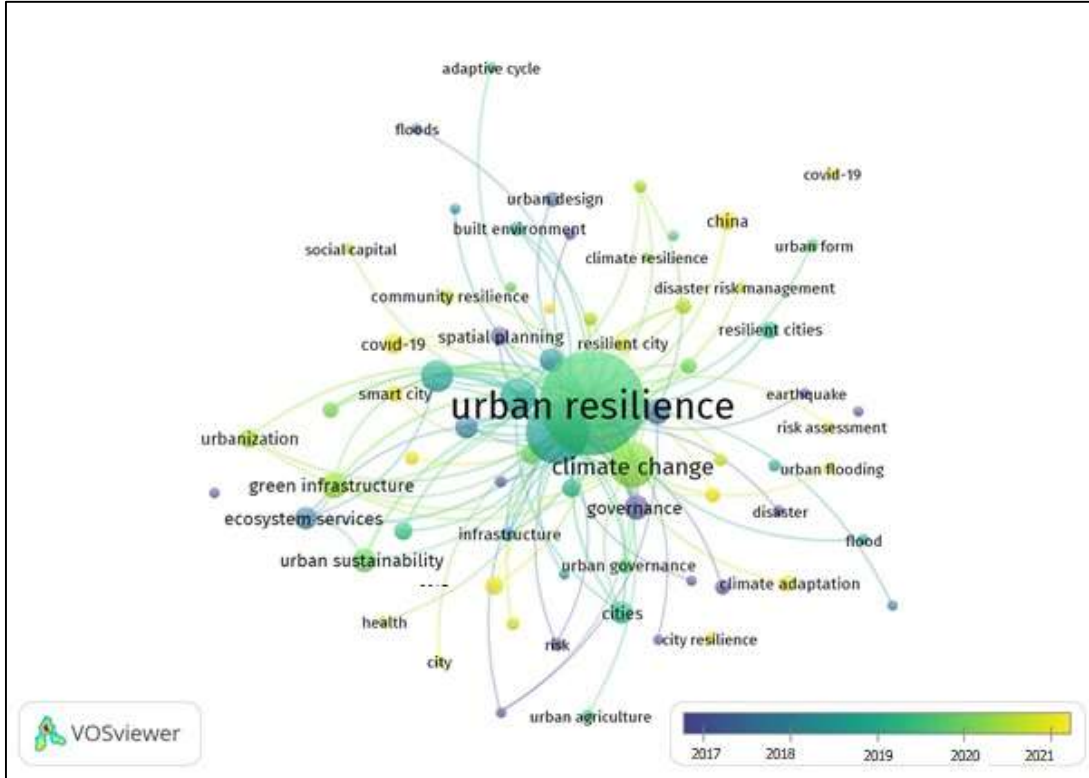 adaptive cycle
floods
covid-19
urban design
china
built environment
urban form
social capital
climate resilience
disaster risk management
community resilience
resilient cities
spatial planning
covid-19
resilient city
smart city
earthquake
urban resilience
risk assessment
urbanization
climate change
urban flooding
green infrastructure
governance
disaster
ecosystem services
infrastructure
flood
urban sustainability
urban governance
climate adaptation
health
cities
risk
city resilience
city
urban agriculture
VOSviewer
2017 2018 2019 2020 2021